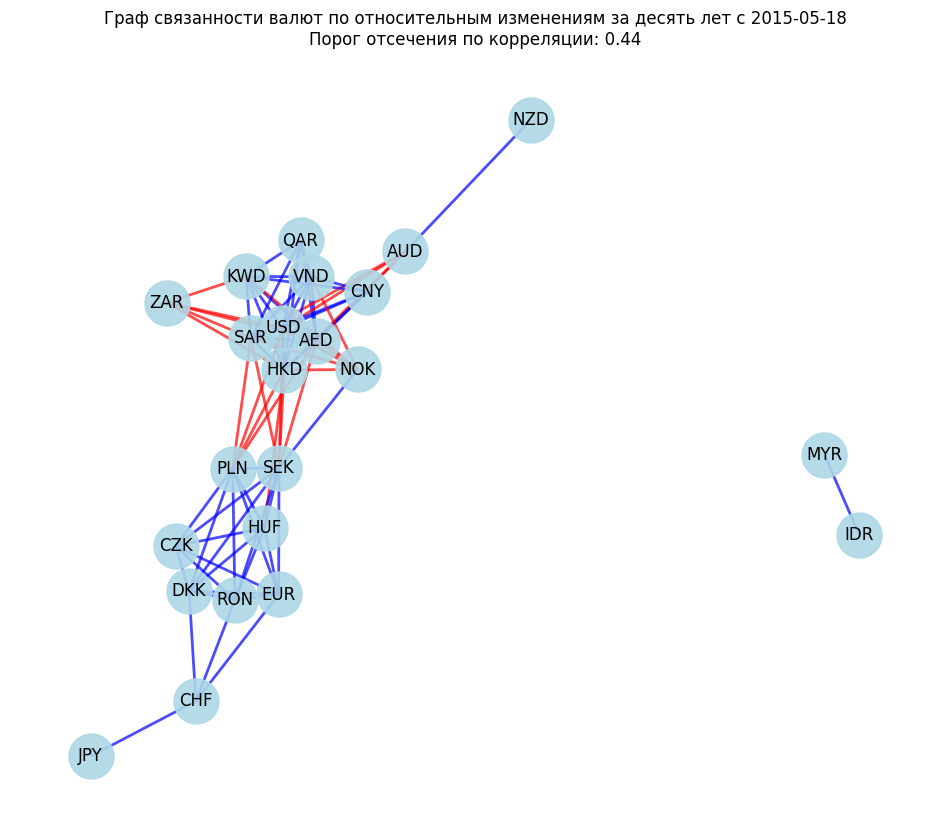 Граф связанности валют по относительным изменениям за десять лет с 2015-05-18
Порог отсечения по корреляции: 0.44
NZD
QAR
AUD
KWD
VND
CNY
ZAR
USD
SAR
AED
HKD
NOK
MYR
PLN
SEK
HUF
IDR
CZK
DKK
RON
EUR
CHF
JPY